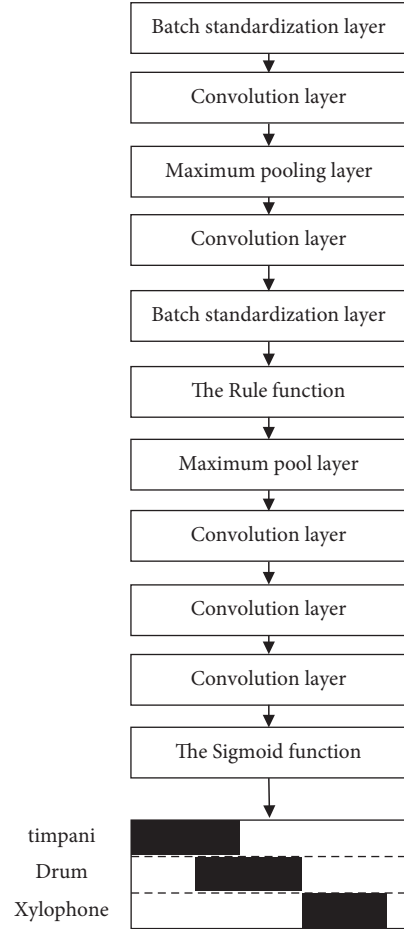 Batch standardization layer
Convolution layer
Maximum pooling layer
Convolution layer
Batch standardization layer
The Rule function
Maximum pool layer
Convolution layer
Convolution layer
Convolution layer
The Sigmoid function
timpani
Drum
Xylophone